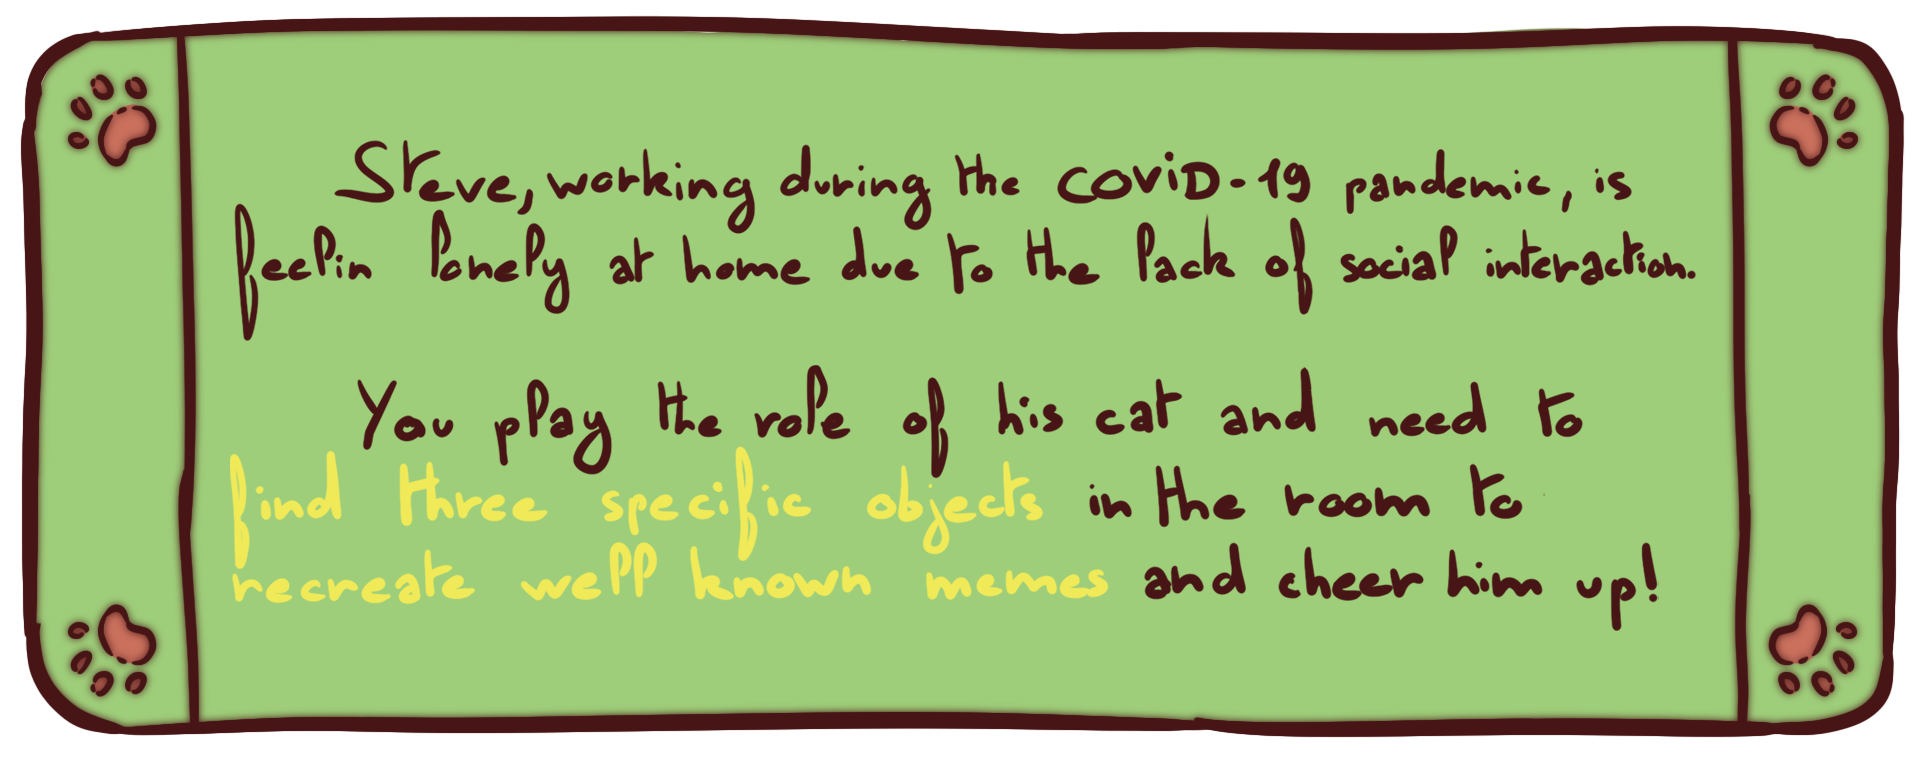 Steve, working during the COVID-19 pandemic, is
feelin lonely at home due to the lack of social interaction.
You play the role of his cat and need to
find three specific objects in the room to
recreate well known memes and cheer him up!